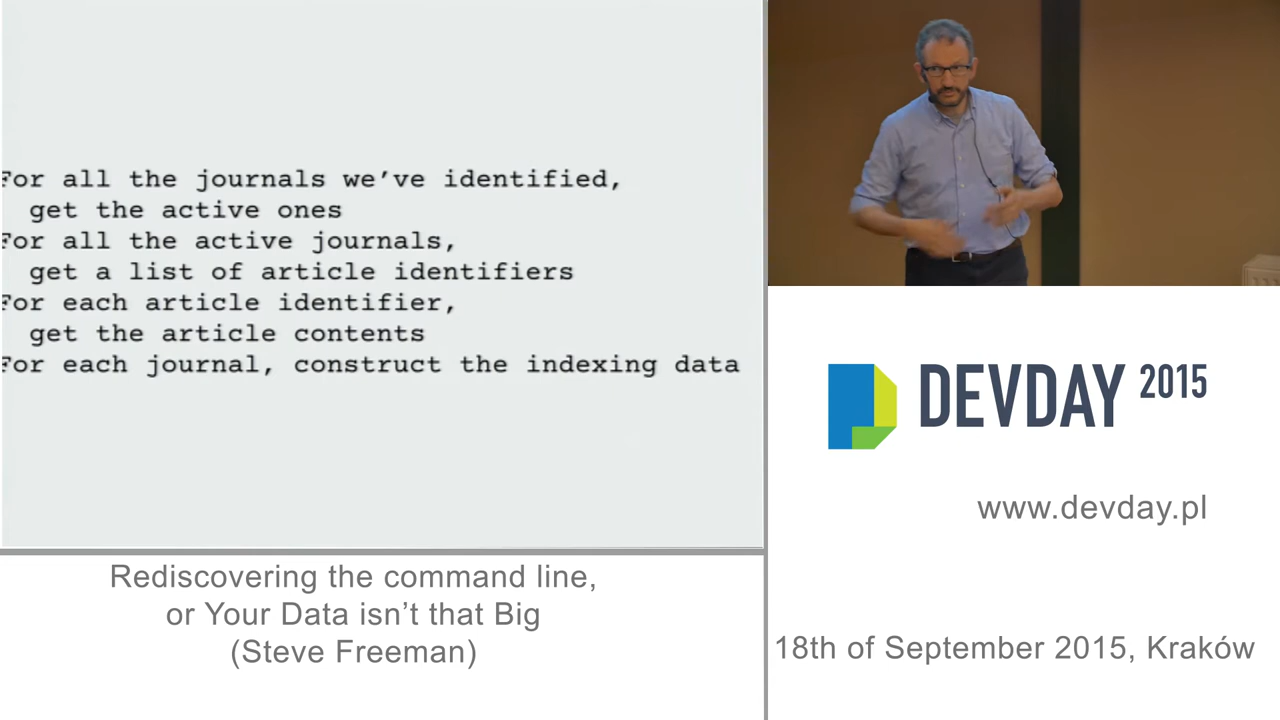 For all the journals we've identified,
get the active ones
For all the active journals,
get a list of article identifiers
For each article identifier,
get the article contents
For each journal, construct the indexing data
DEVDAY 2015
www.devday.pl
Rediscovering the command line,
or Your Data isn't that Big
(Steve Freeman)
18th of September 2015, Kraków